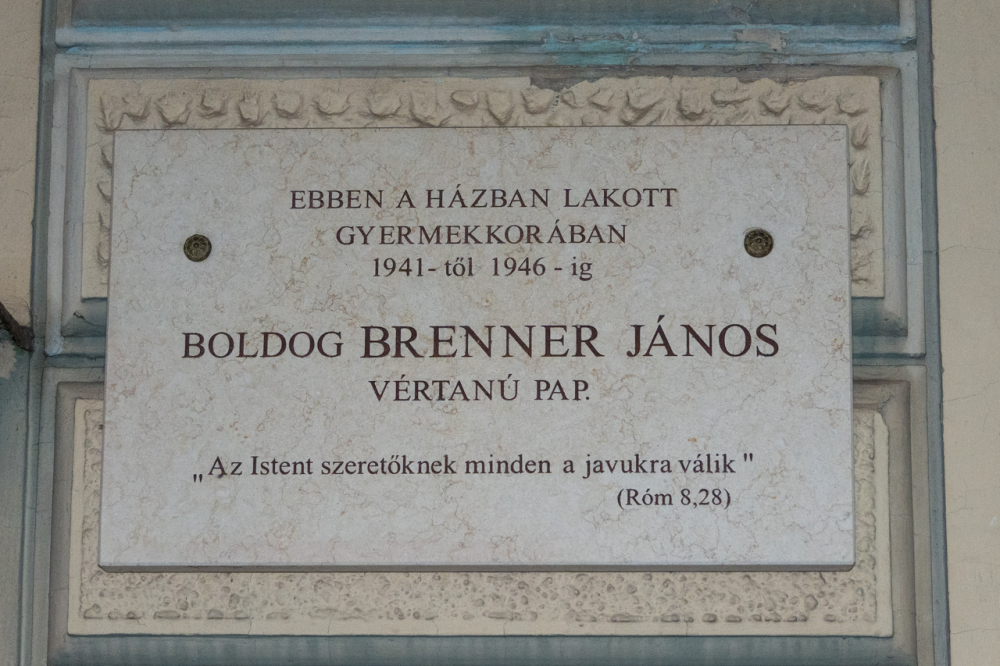 EBBEN A HÁZBAN LAKOTT
GYERMEKKORÁBAN
1941- től 1946 - ig
BOLDOG BRENNER JÁNOS
VÉRTANÚ PAP.
„Az Istent szeretőknek minden a javukra válik"
(Róm 8,28)